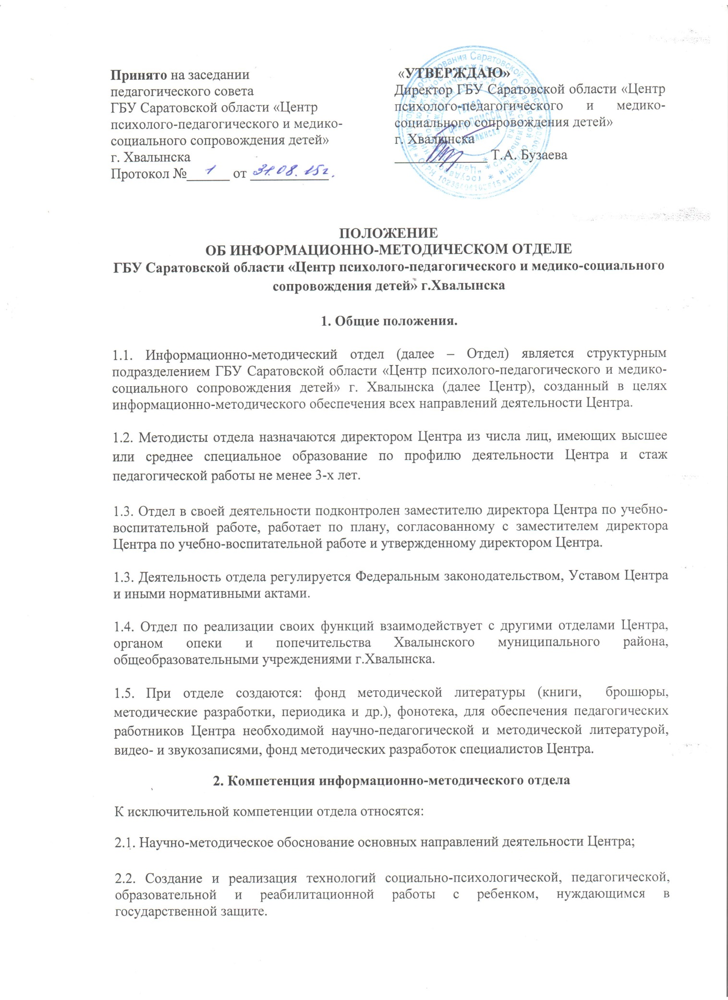 Принято на заседании
педагогического совета
ГБУ Саратовской области «Центр
психолого-педагогического и медико-
социального сопровождения детей»
г. Хвалынска
Протокол №______ от ___________
1 31.08.15г.
«УТВЕРЖДАЮ»
Директор ГБУ Саратовской области «Центр
психолого-педагогического и медико-
социального сопровождения детей»
г. Хвалынска
_____________ Т.А. Бузаева
ПОЛОЖЕНИЕ
ОБ ИНФОРМАЦИОННО-МЕТОДИЧЕСКОМ ОТДЕЛЕ
ГБУ Саратовской области «Центр психолого-педагогического и медико-социального
сопровождения детей» г.Хвалынска
1. Общие положения.
1.1. Информационно-методический отдел (далее – Отдел) является структурным
подразделением ГБУ Саратовской области «Центр психолого-педагогического и медико-
социального сопровождения детей» г. Хвалынска (далее Центр), созданный в целях
информационно-методического обеспечения всех направлений деятельности Центра.
1.2. Методисты отдела назначаются директором Центра из числа лиц, имеющих высшее
или среднее специальное образование по профилю деятельности Центра и стаж
педагогической работы не менее 3-х лет.
1.3. Отдел в своей деятельности подконтролен заместителю директора Центра по учебно-
воспитательной работе, работает по плану, согласованному с заместителем директора
Центра по учебно-воспитательной работе и утвержденному директором Центра.
1.3. Деятельность отдела регулируется Федеральным законодательством, Уставом Центра
и иными нормативными актами.
1.4. Отдел по реализации своих функций взаимодействует с другими отделами Центра,
органом опеки и попечительства Хвалынского муниципального района,
общеобразовательными учреждениями г.Хвалынска.
1.5. При отделе создаются: фонд методической литературы (книги, брошюры,
методические разработки, периодика и др.), фонотека, для обеспечения педагогических
работников Центра необходимой научно-педагогической и методической литературой,
видео- и звукозаписями, фонд методических разработок специалистов Центра.
2. Компетенция информационно-методического отдела
К исключительной компетенции отдела относятся:
2.1. Научно-методическое обоснование основных направлений деятельности Центра;
2.2. Создание и реализация технологий социально-психологической, педагогической,
образовательной и реабилитационной работы с ребенком, нуждающимся в
государственной защите.